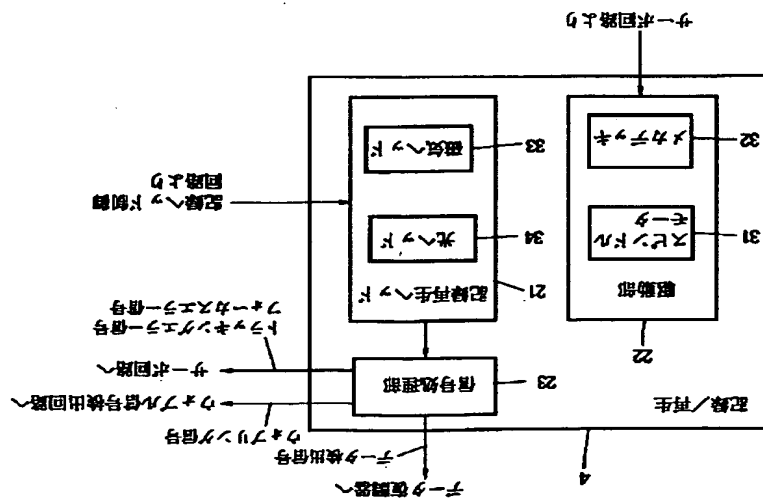 データ復調器へ
データ検出信号
ウォブリング信号
ウォブル信号検出回路へ
サーボ回路へ
トラッキングエラー信号
フォーカスエラー信号
4
記録/再生
信号処理部
23
22
駆動部
21
記録再生ヘッド
31
スピンドル
モータ
34
光ヘッド
記録ヘッド制御
回路より
32
メカデッキ
33
磁気ヘッド
サーボ回路より